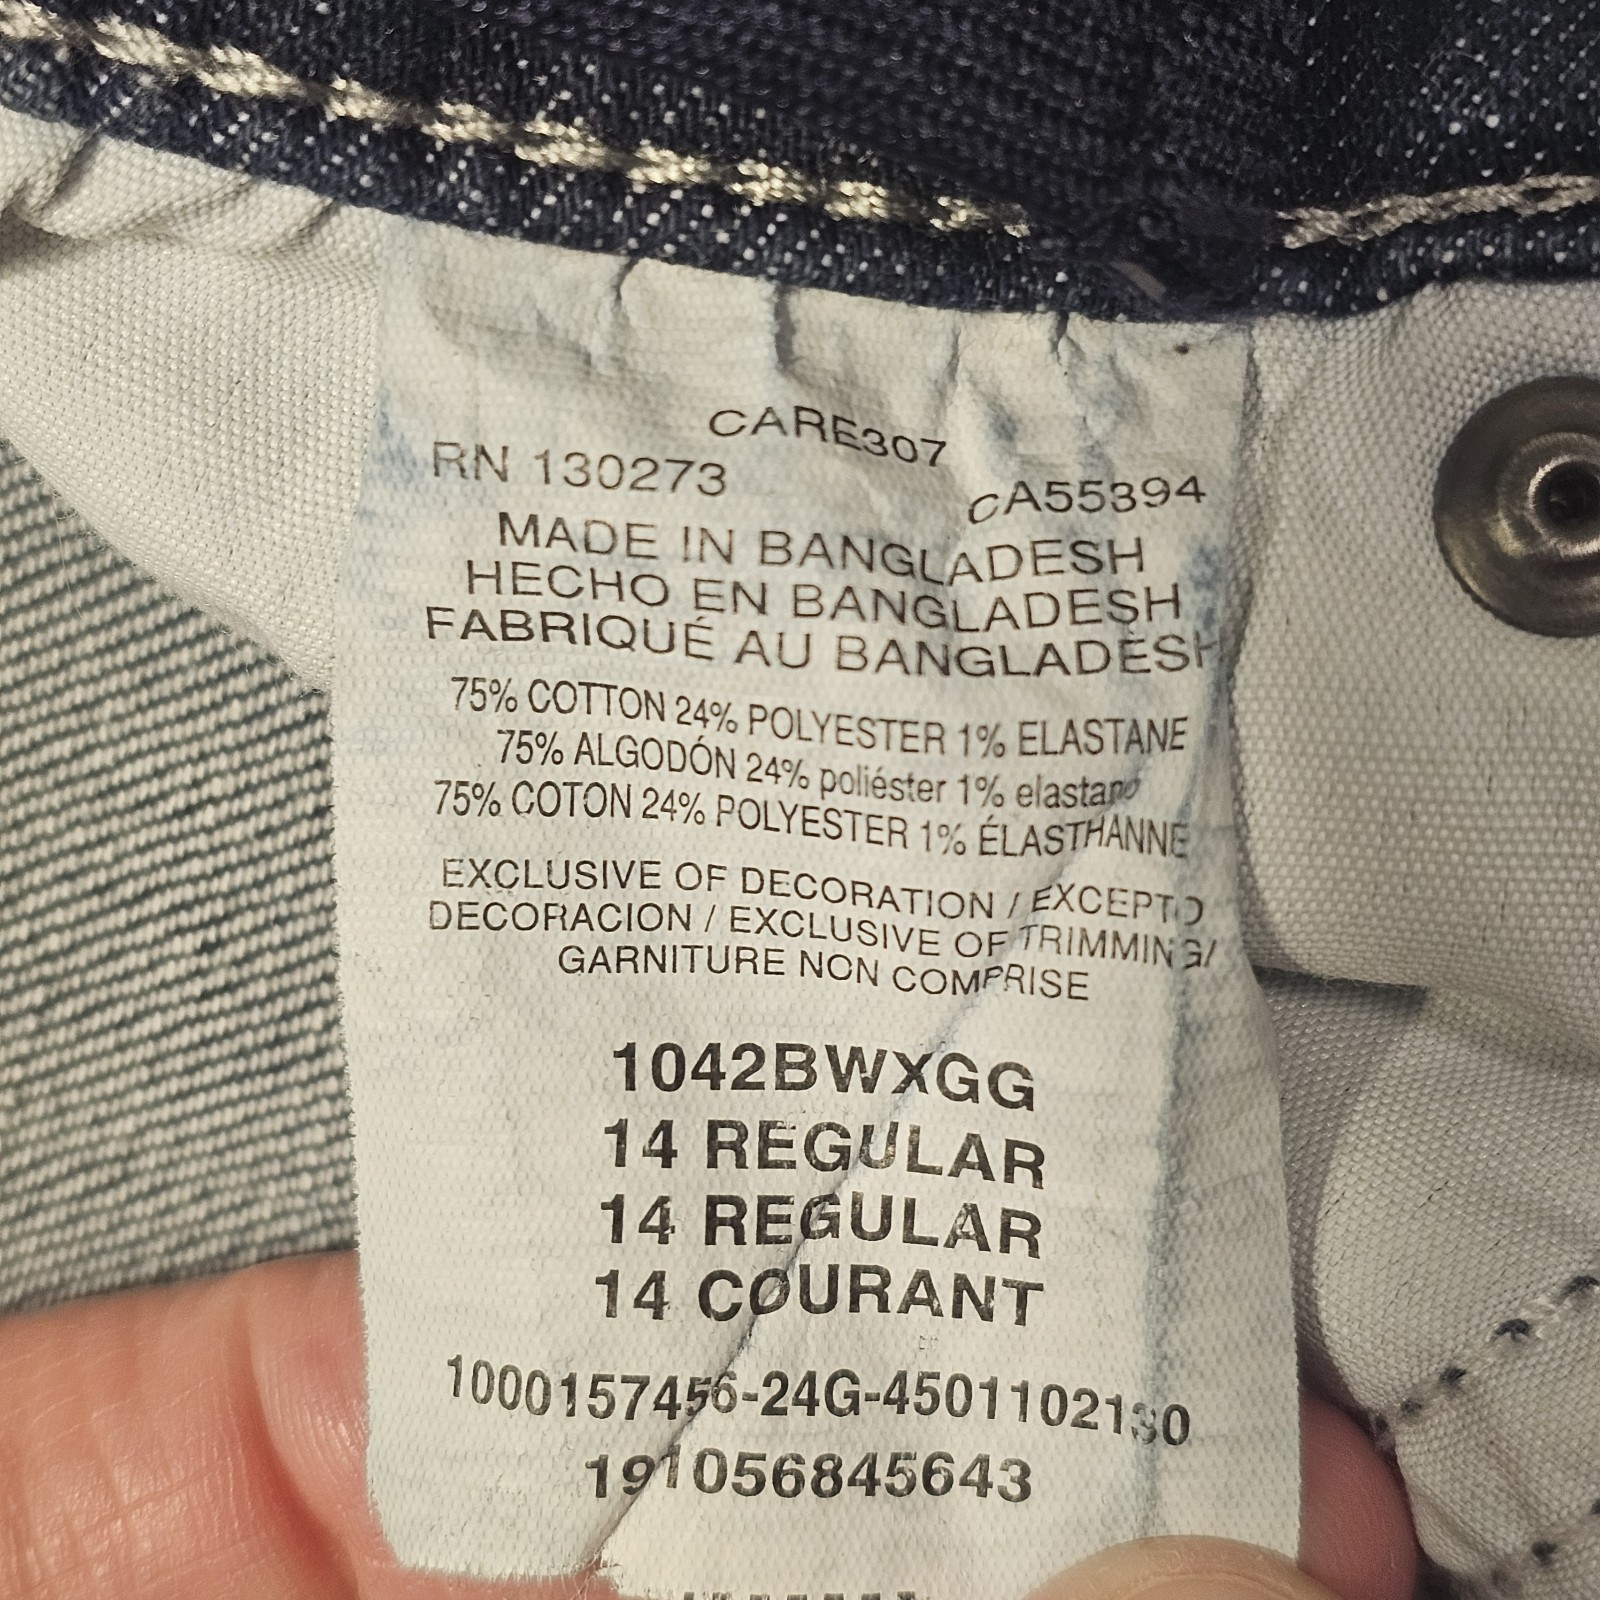 CARE307
RN 130273 CA55394
MADE IN BANGLADESH
HECHO EN BANGLADESH
FABRIQUÉ AU BANGLADESH
75% COTTON 24% POLYESTER 1% ELASTANE
75% ALGODÓN 24% poliéster 1% elastano
75% COTON 24% POLYESTER 1% ÉLASTHANNE
EXCLUSIVE OF DECORATION / EXCEPTO
DECORACION / EXCLUSIVE OF TRIMMING/
GARNITURE NON COMPRISE
1042BWXGG
14 REGULAR
14 REGULAR
14 COURANT
1000157456-24G-4501102130
191056845643